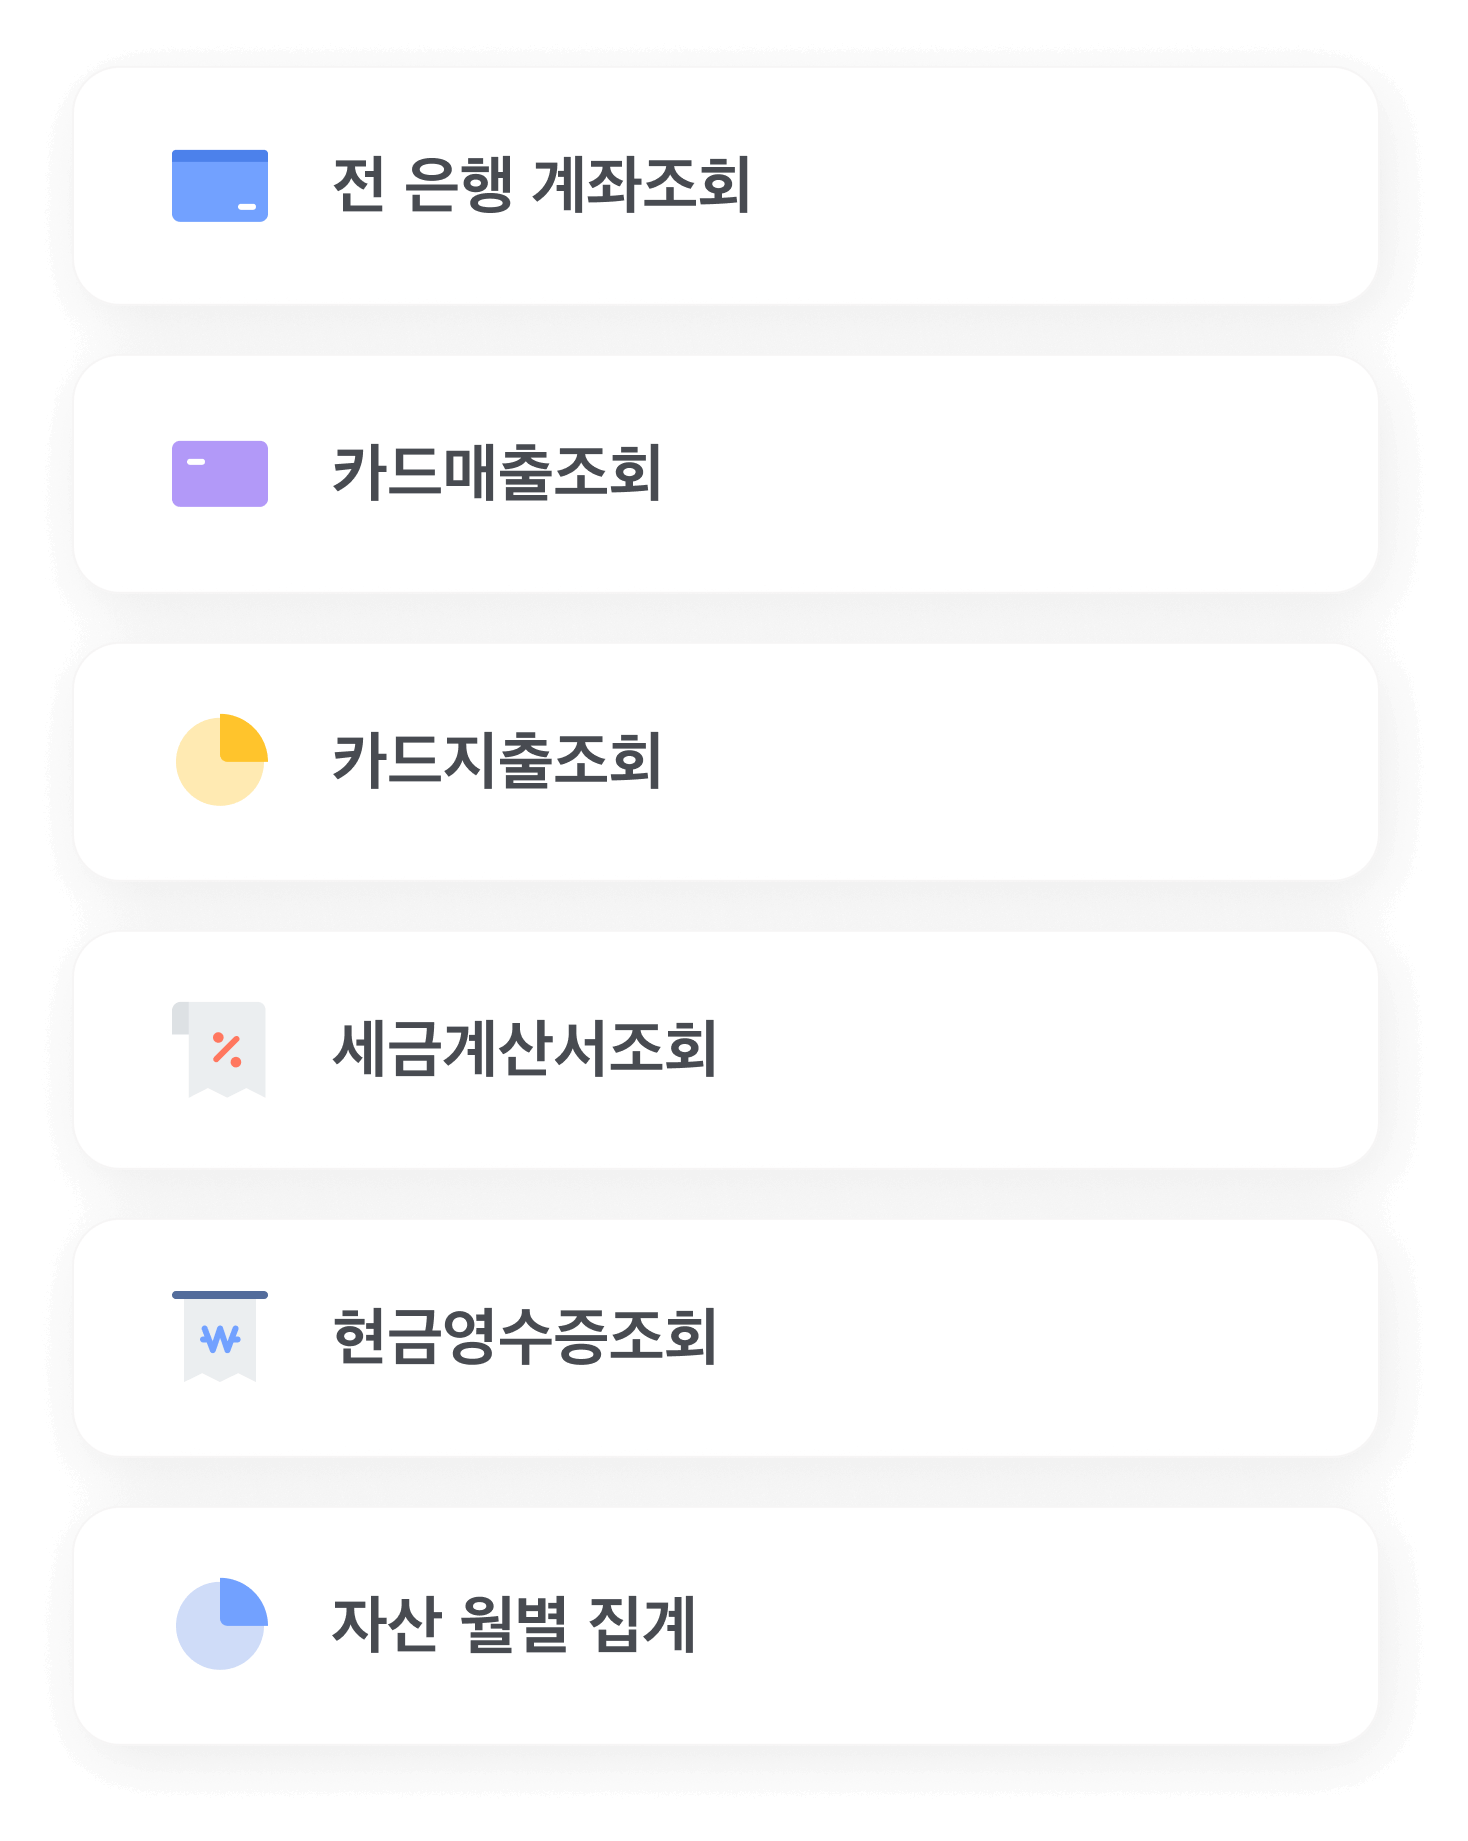 전 은행 계좌조회
카드매출조회
카드지출조회
세금계산서조회
현금영수증조회
자산 월별 집계